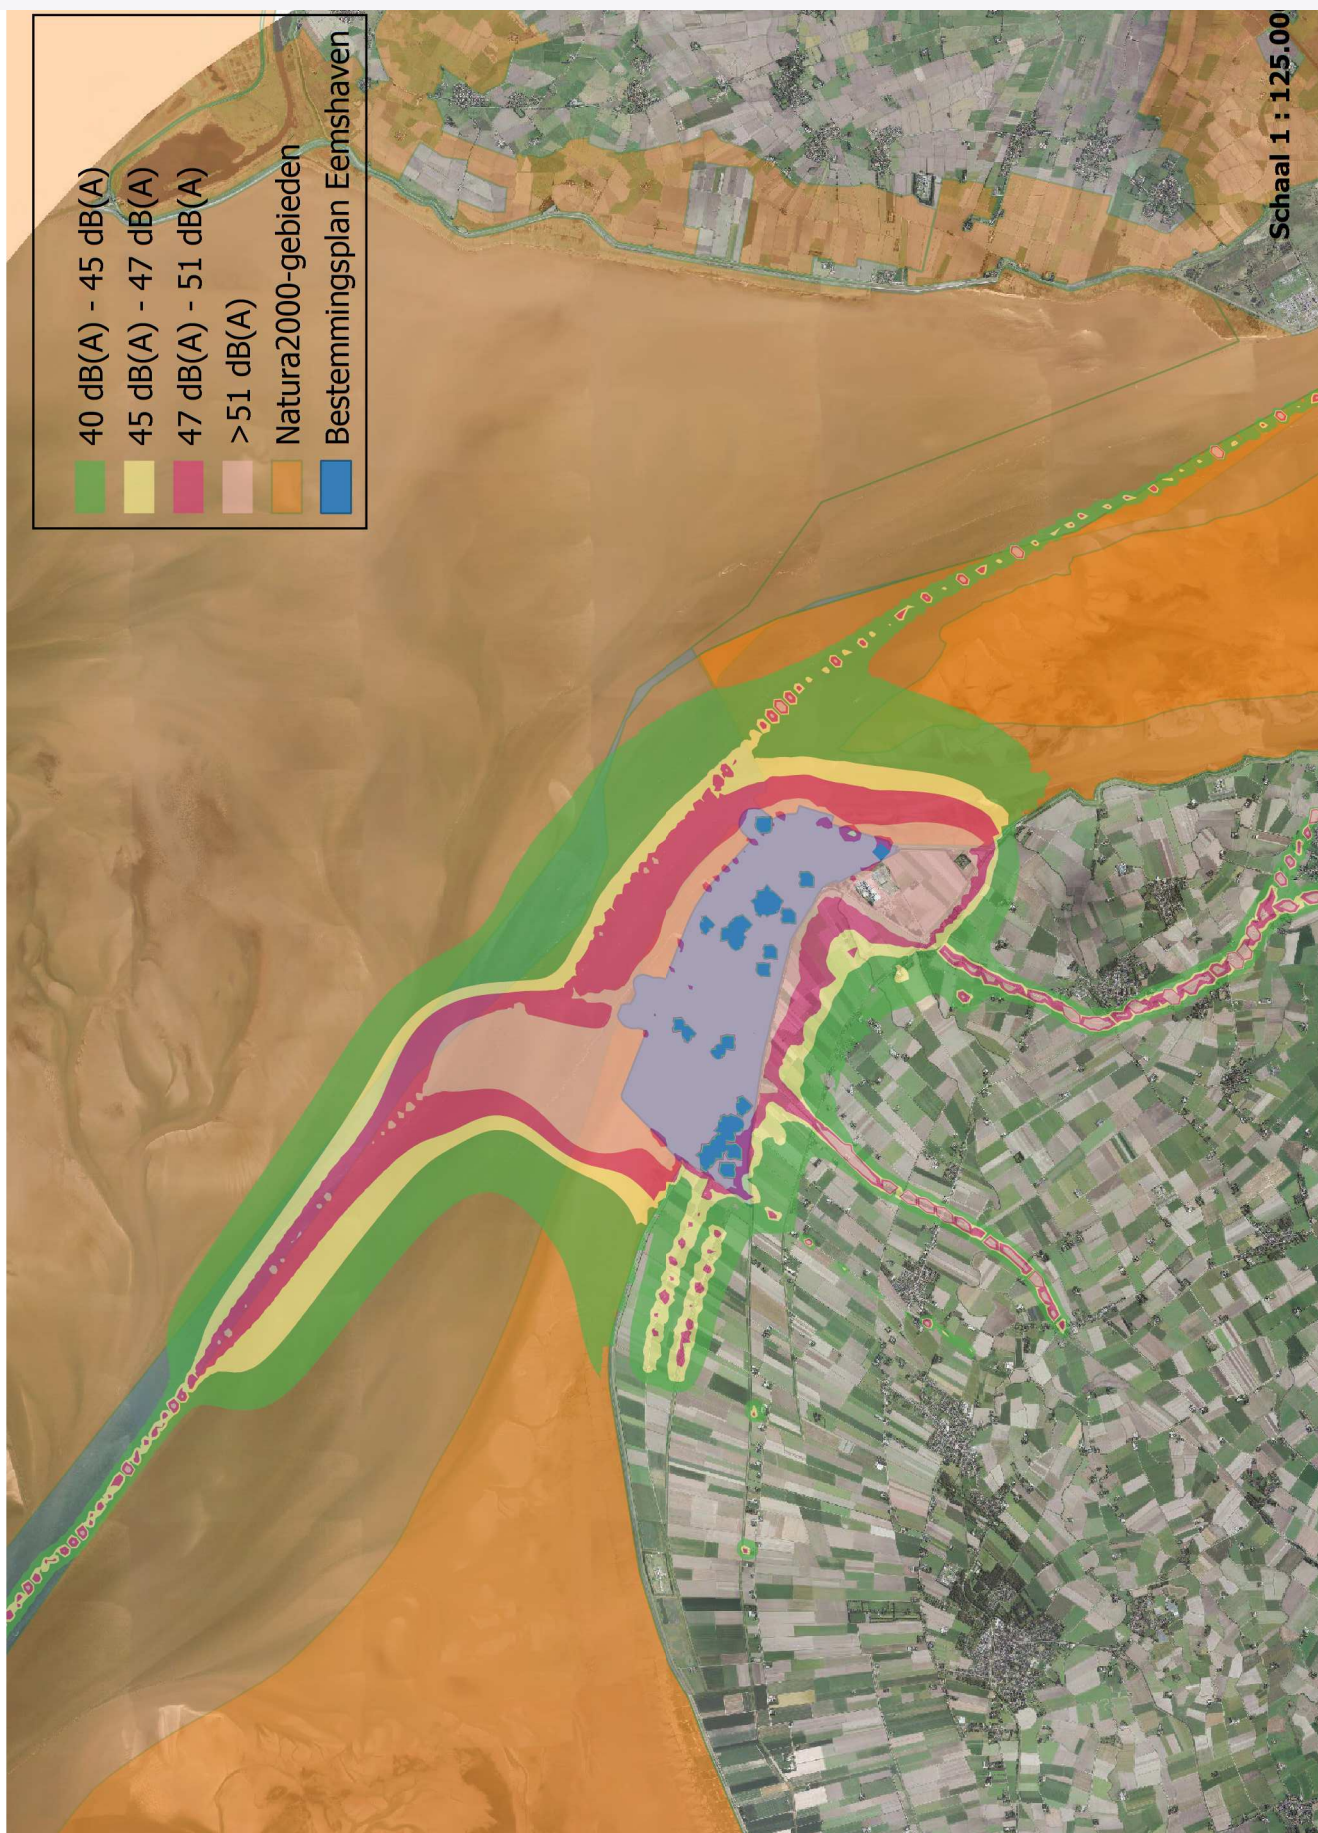 40 dB(A) - 45 dB(A)
45 dB(A) - 47 dB(A)
47 dB(A) - 51 dB(A)
>51 dB(A)
Natura2000-gebieden
Bestemmingsplan Eemshaven
Schaal 1 : 125.00